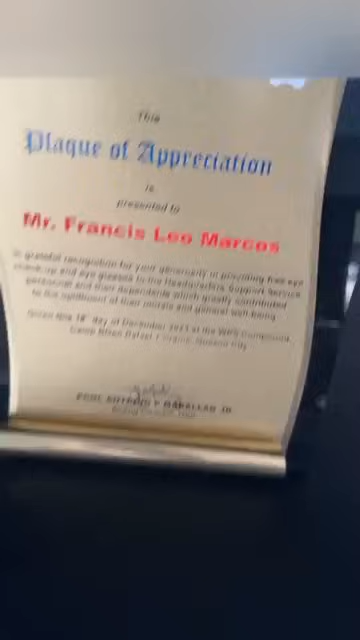 This
Plaque of Appreciation
is
presented to
Mr. Francis Leo Marcos
in grateful recognition for your generosity in providing free eye
check-up and eye glasses to the Headquarters Support Service
personnel and their dependents which greatly contributed
to the upliftment of their morale and general well-being.
Given this 18th day of December 2011 at the
Camp Quezon City